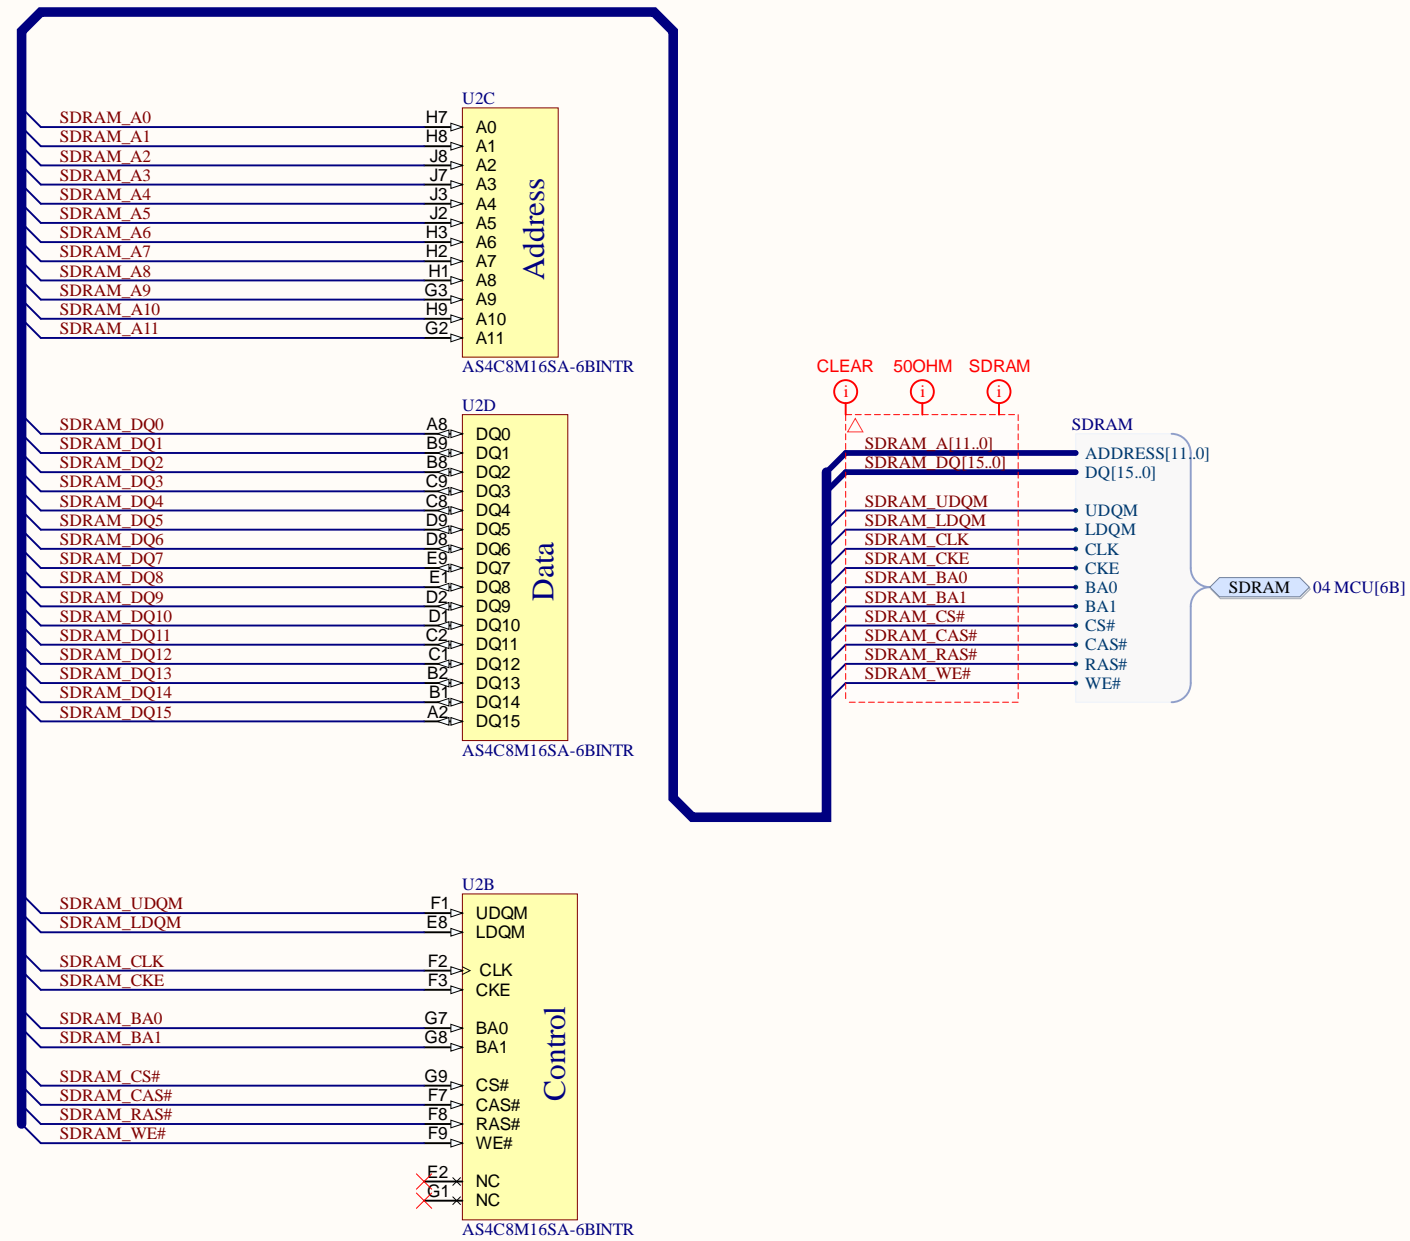 U2C
SDRAM_A0 H7 A0
SDRAM_A1 H8 A1
SDRAM_A2 J8 A2
SDRAM_A3 J7 A3
SDRAM_A4 J3 A4
SDRAM_A5 J2 A5
SDRAM_A6 H3 A6
SDRAM_A7 H2 A7
SDRAM_A8 H1 A8
SDRAM_A9 G3 A9
SDRAM_A10 H9 A10
SDRAM_A11 G2 A11
Address
AS4C8M16SA-6BINTR
U2D
SDRAM_DQ0 A8 DQ0
SDRAM_DQ1 B9 DQ1
SDRAM_DQ2 B8 DQ2
SDRAM_DQ3 C9 DQ3
SDRAM_DQ4 C8 DQ4
SDRAM_DQ5 D9 DQ5
SDRAM_DQ6 D8 DQ6
SDRAM_DQ7 E9 DQ7
SDRAM_DQ8 E1 DQ8
SDRAM_DQ9 D2 DQ9
SDRAM_DQ10 D1 DQ10
SDRAM_DQ11 C2 DQ11
SDRAM_DQ12 C1 DQ12
SDRAM_DQ13 B2 DQ13
SDRAM_DQ14 B1 DQ14
SDRAM_DQ15 A2 DQ15
Data
AS4C8M16SA-6BINTR
U2B
SDRAM_UDQM F1 UDQM
SDRAM_LDQM E8 LDQM
SDRAM_CLK F2 CLK
SDRAM_CKE F3 CKE
SDRAM_BA0 G7 BA0
SDRAM_BA1 G8 BA1
SDRAM_CS# G9 CS#
SDRAM_CAS# F7 CAS#
SDRAM_RAS# F8 RAS#
SDRAM_WE# F9 WE#
E2 NC
G1 NC
Control
AS4C8M16SA-6BINTR
CLEAR 50OHM SDRAM
i i i
SDRAM
SDRAM_A[11..0] ADDRESS[11..0]
SDRAM_DQ[15..0] DQ[15..0]
SDRAM_UDQM UDQM
SDRAM_LDQM LDQM
SDRAM_CLK CLK
SDRAM_CKE CKE
SDRAM_BA0 BA0
SDRAM_BA1 BA1
SDRAM_CS# CS#
SDRAM_CAS# CAS#
SDRAM_RAS# RAS#
SDRAM_WE# WE#
SDRAM 04 MCU[6B]